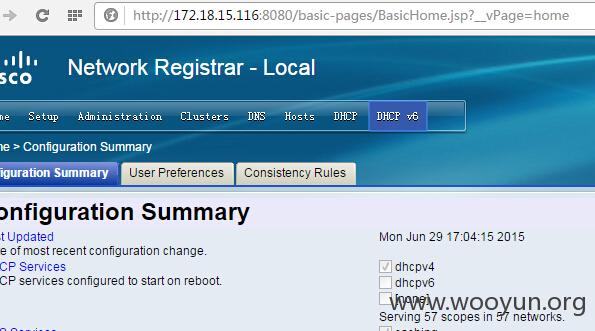 http://172.18.15.116:8080/basic-pages/BasicHome.jsp?__vPage=home
sco
Network Registrar - Local
me Setup Administration Clusters DNS Hosts DHCP DHCP v6
ne > Configuration Summary
figuration Summary User Preferences Consistency Rules
onfiguration Summary
st Updated Mon Jun 29 17:04:15 2015
e of most recent configuration change.
CP Services dhcpv4
CP services configured to start on reboot. dhcpv6
[none]
www.wooyun.org
Serving 57 scopes in 57 networks.